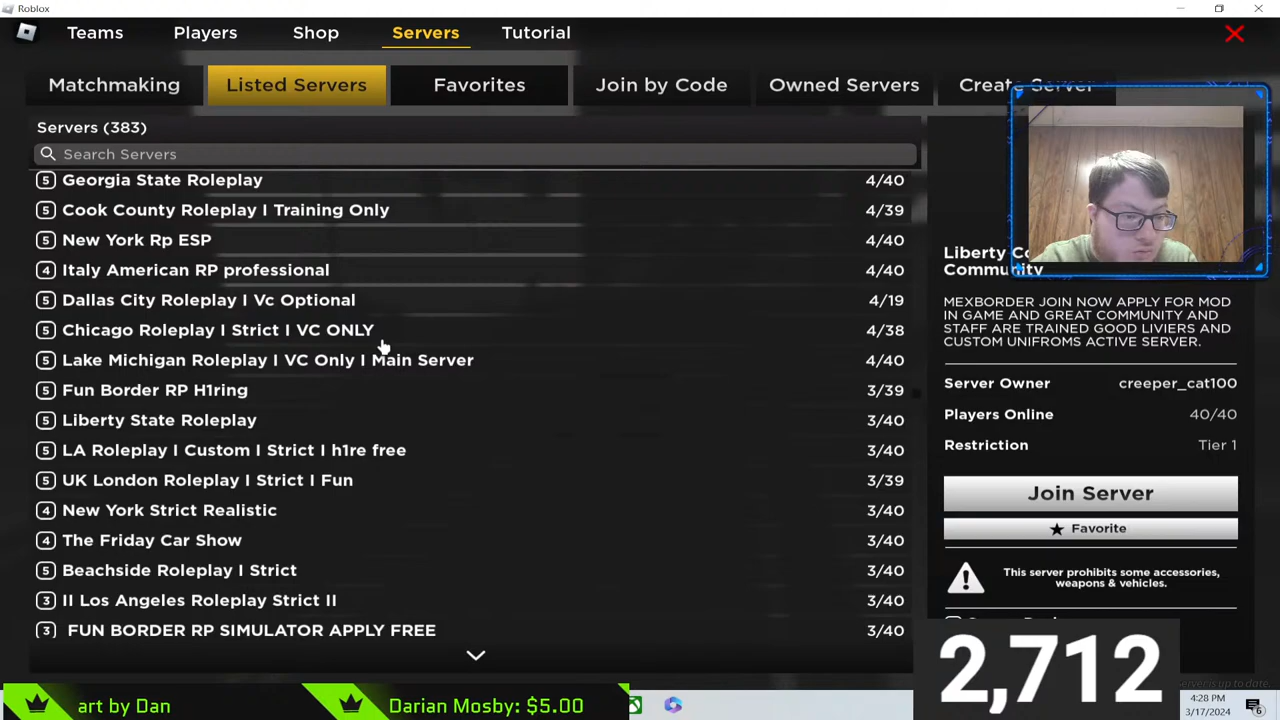 Roblox
Teams Players Shop Servers Tutorial
Matchmaking Listed Servers Favorites Join by Code Owned Servers Create Server
Servers (383)
Search Servers
5 Georgia State Roleplay 4/40
5 Cook County Roleplay I Training Only 4/39
5 New York Rp ESP 4/40
4 Italy American RP professional 4/40
5 Dallas City Roleplay I Vc Optional 4/19
5 Chicago Roleplay I Strict I VC ONLY 4/38
5 Lake Michigan Roleplay I VC Only I Main Server 4/40
5 Fun Border RP H1ring 3/39
5 Liberty State Roleplay 3/40
5 LA Roleplay I Custom I Strict I h1re free 3/40
5 UK London Roleplay I Strict I Fun 3/39
4 New York Strict Realistic 3/40
4 The Friday Car Show 3/40
5 Beachside Roleplay I Strict 3/40
3 II Los Angeles Roleplay Strict II 3/40
3 FUN BORDER RP SIMULATOR APPLY FREE 3/40
Liberty
Community
MEXBORDER JOIN NOW APPLY FOR MOD
IN GAME AND GREAT COMMUNITY AND
STAFF ARE TRAINED GOOD LIVIERS AND
CUSTOM UNIFROMS ACTIVE SERVER.
Server Owner creeper_cat100
Players Online 40/40
Restriction Tier 1
Join Server
★ Favorite
This server prohibits some accessories,
weapons & vehicles.
2,712
Server is up to date.
art by Dan Darian Mosby: $5.00
4:28 PM
3/17/2024
6